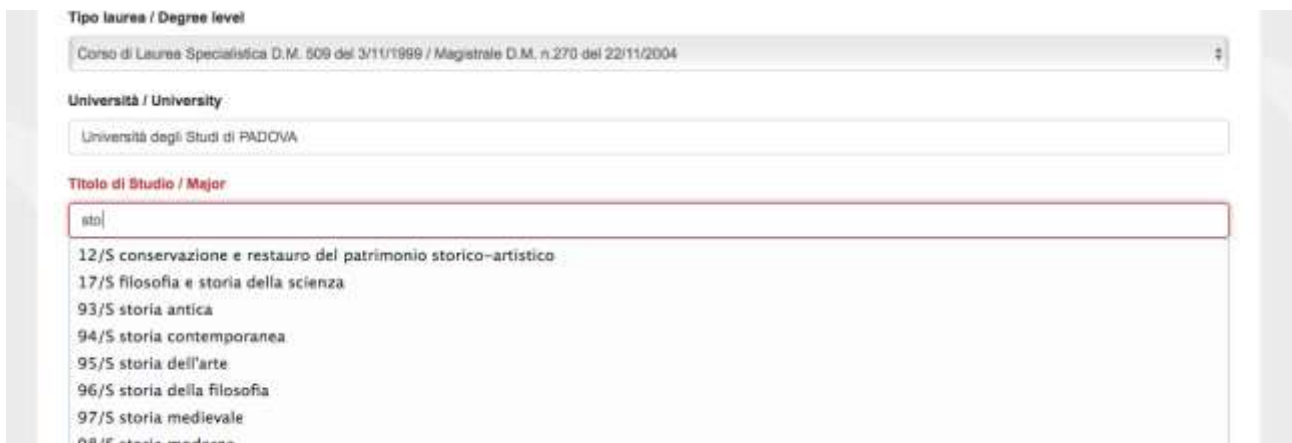 Tipo laurea / Degree level
Corso di Laurea Specialistica D.M. 509 del 3/11/1999 / Magistrale D.M. n.270 del 22/11/2004
Università / University
Università degli Studi di PADOVA
Titolo di Studio / Major
sto
12/S conservazione e restauro del patrimonio storico-artistico
17/S filosofia e storia della scienza
93/S storia antica
94/S storia contemporanea
95/S storia dell'arte
96/S storia della filosofia
97/S storia medievale
98/S storia moderna